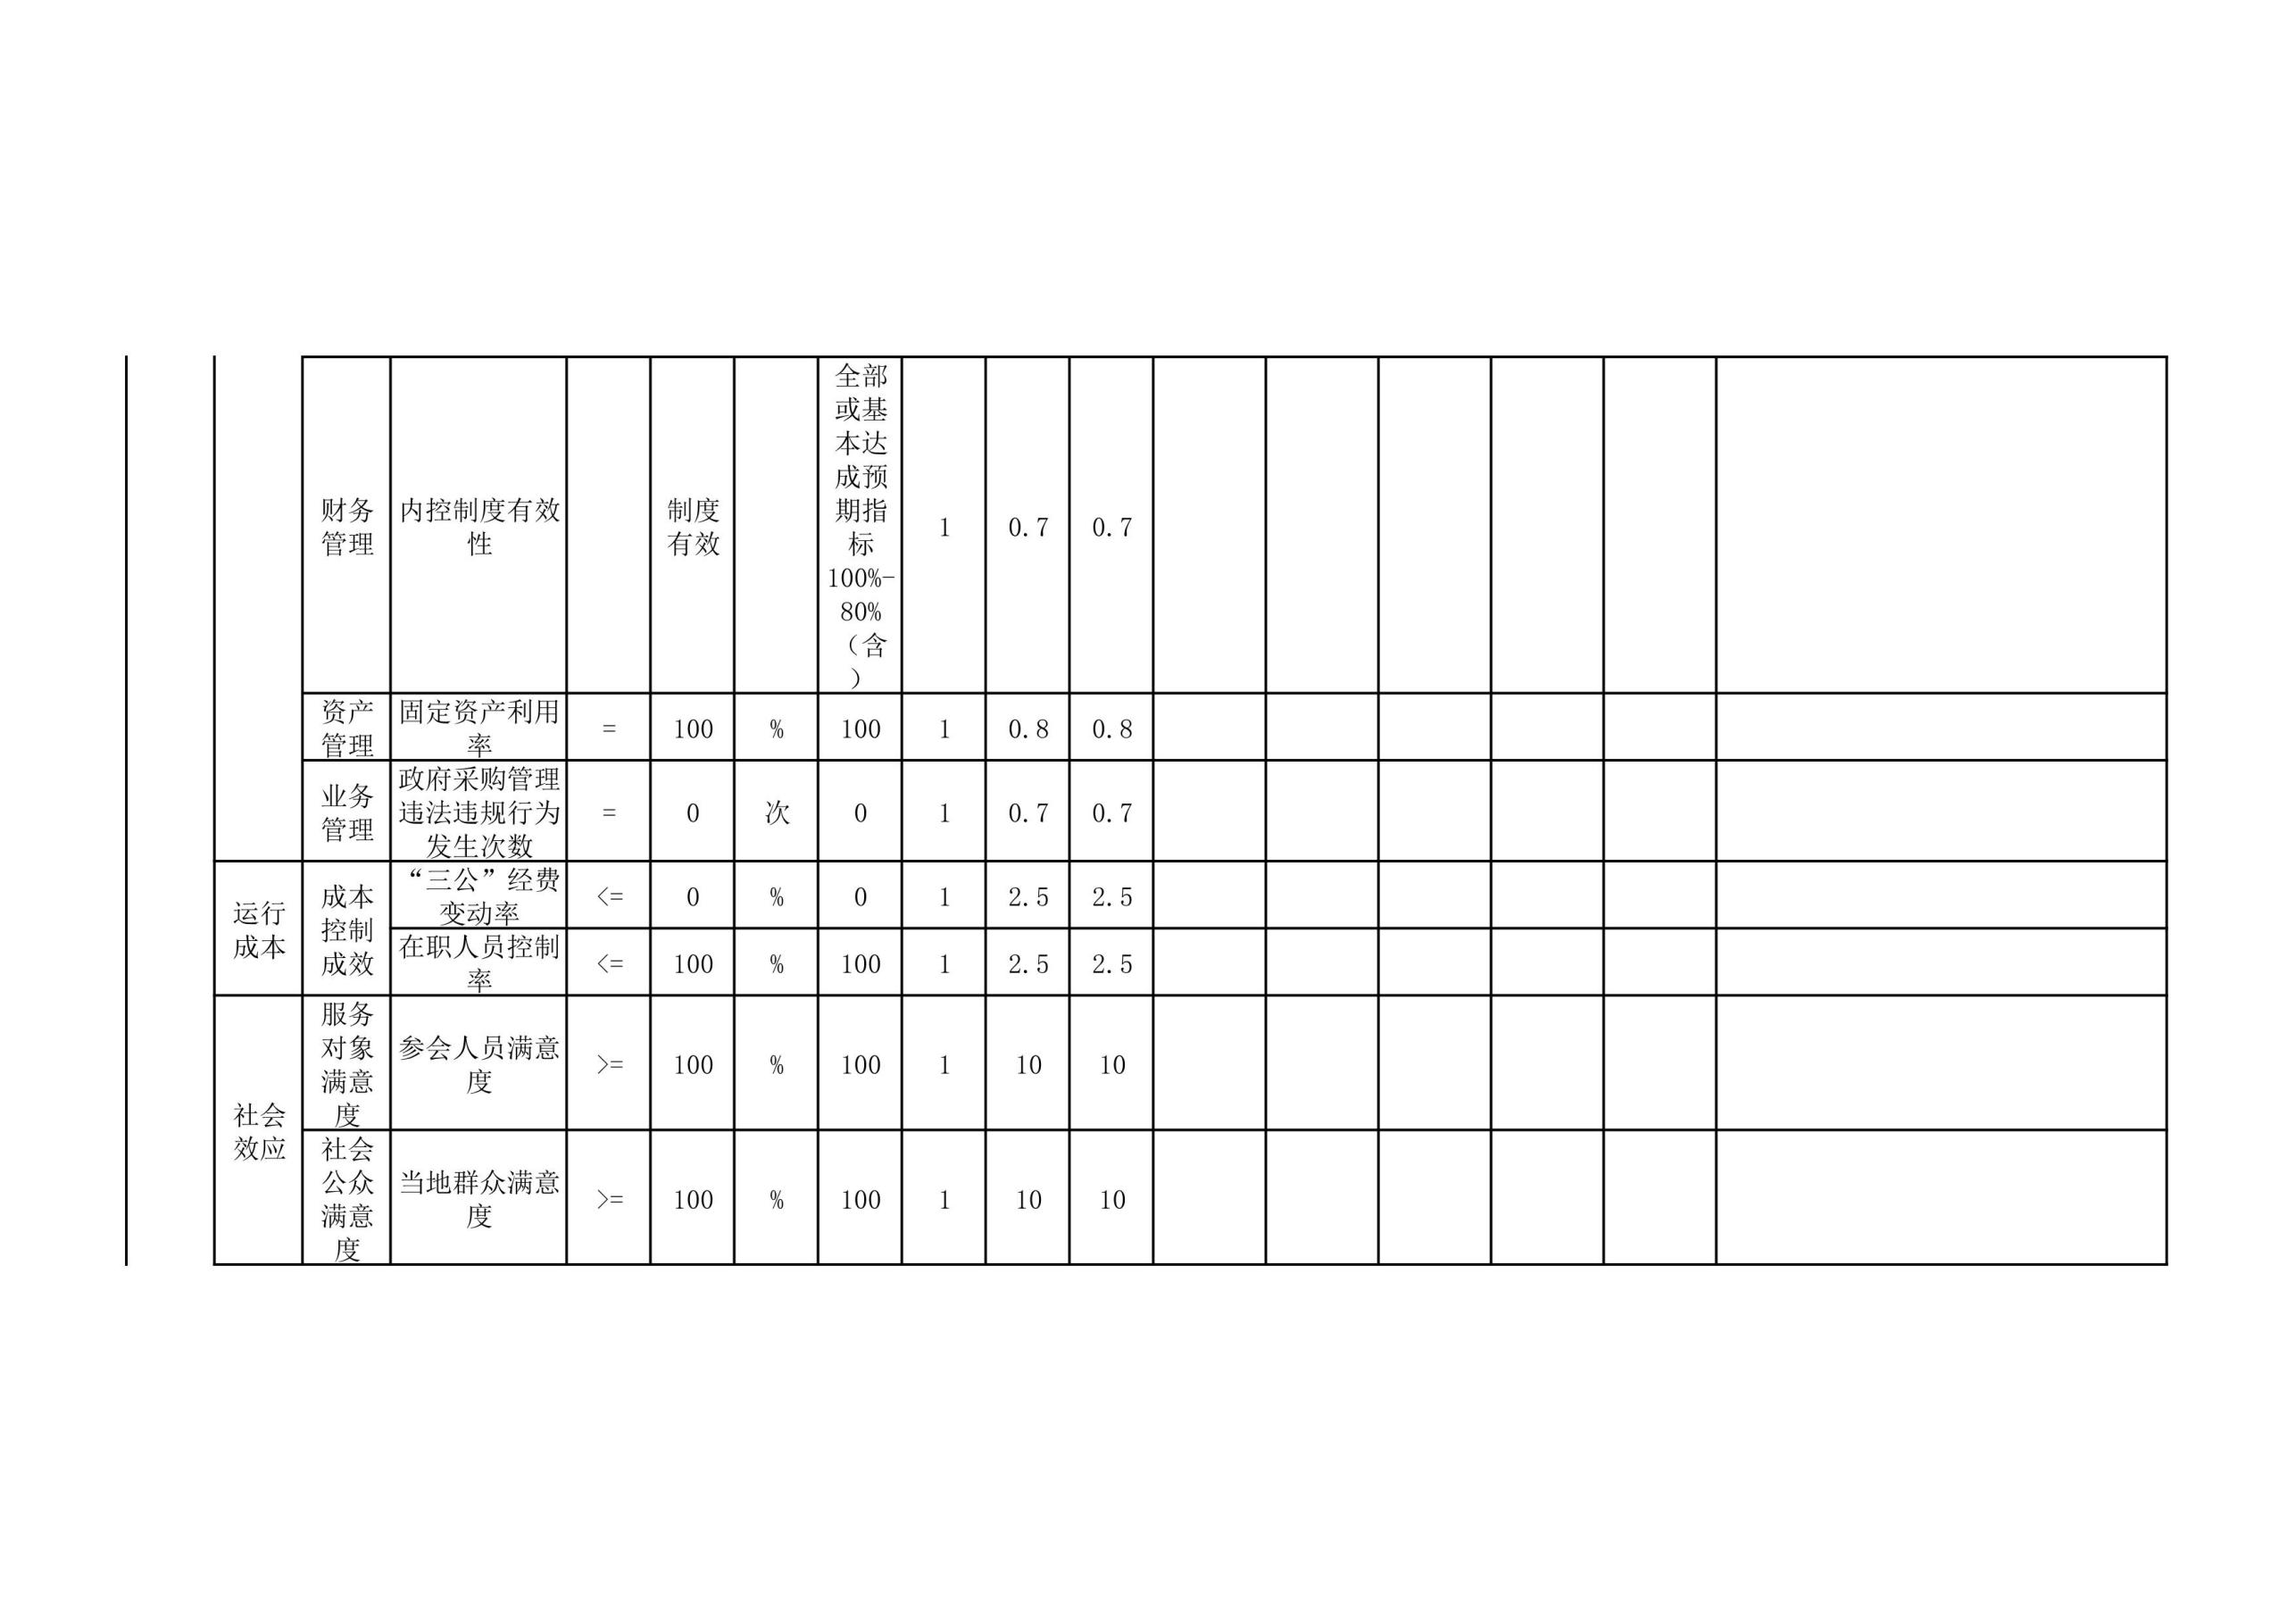 财务
管理
内控制度有效
性
制度
有效
全部
或基
本达
成预
期指
标
100%-
80%
（含
）
1
0.7
0.7
资产
管理
固定资产利用
率
=
100
%
100
1
0.8
0.8
业务
管理
政府采购管理
违法违规行为
发生次数
=
0
次
0
1
0.7
0.7
运行
成本
成本
控制
成效
“三公”经费
变动率
<=
0
%
0
1
2.5
2.5
在职人员控制
率
<=
100
%
100
1
2.5
2.5
社会
效应
服务
对象
满意
度
参会人员满意
度
>=
100
%
100
1
10
10
社会
公众
满意
度
当地群众满意
度
>=
100
%
100
1
10
10